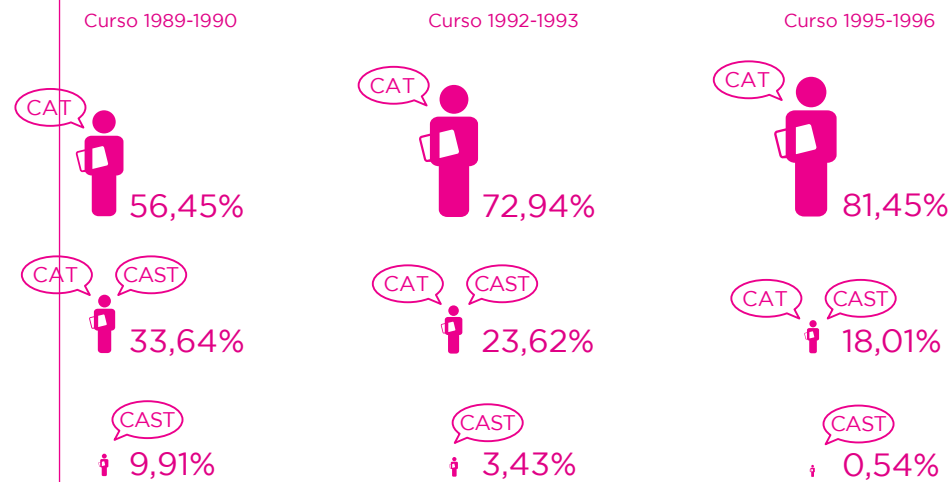 Curso 1989-1990
Curso 1992-1993
Curso 1995-1996
CAT
CAT
CAT
56,45%
72,94%
81,45%
CAT CAST
CAT CAST
CAT CAST
33,64%
23,62%
18,01%
CAST
CAST
CAST
9,91%
3,43%
0,54%